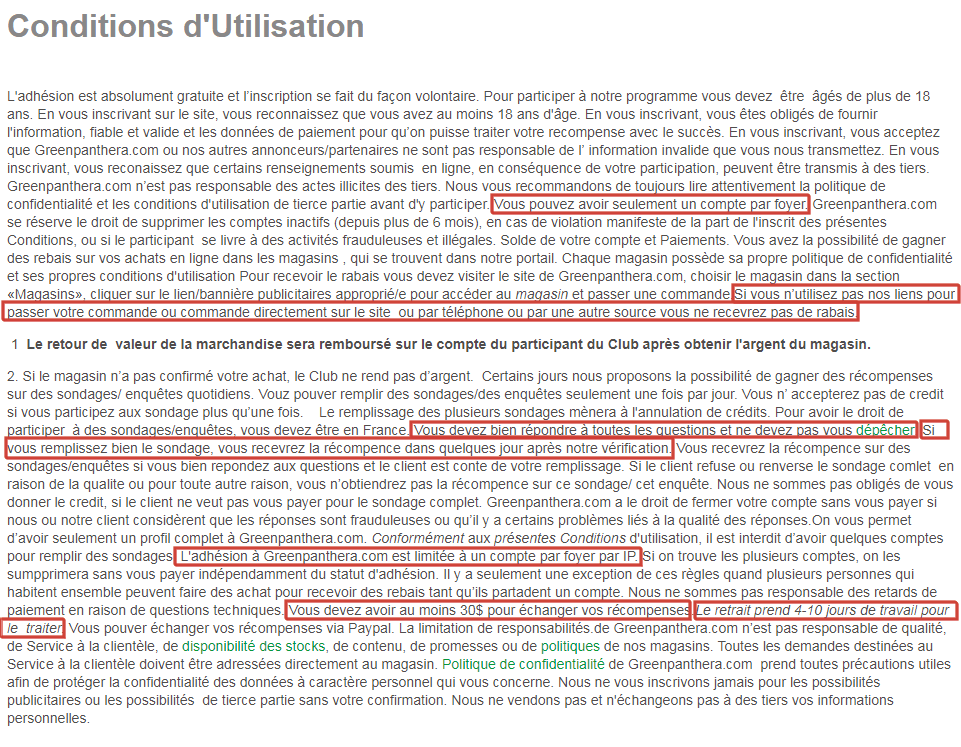 Conditions d'Utilisation
L'adhésion est absolument gratuite et l'inscription se fait du façon volontaire. Pour participer à notre programme vous devez être âgés de plus de 18
ans. En vous inscrivant sur le site, vous reconnaissez que vous avez au moins 18 ans d'âge. En vous inscrivant, vous êtes obligés de fournir
l'information, fiable et valide et les données de paiement pour qu'on puisse traiter votre recompense avec le succès. En vous inscrivant, vous acceptez
que Greenpanthera.com ou nos autres annonceurs/partenaires ne sont pas responsable de l' information invalide que vous nous transmettez. En vous
inscrivant, vous reconaissez que certains renseignements soumis en ligne, en conséquence de votre participation, peuvent être transmis à des tiers.
Greenpanthera.com n'est pas responsable des actes illicites des tiers. Nous vous recommandons de toujours lire attentivement la politique de
confidentialité et les conditions d'utilisation de tierce partie avant d'y participer. Vous pouvez avoir seulement un compte par foyer. Greenpanthera.com
se réserve le droit de supprimer les comptes inactifs (depuis plus de 6 mois), en cas de violation manifeste de la part de l'inscrit des présentes
Conditions, ou si le participant se livre à des activités frauduleuses et illégales. Solde de votre compte et Paiements. Vous avez la possibilité de gagner
des rebais sur vos achats en ligne dans les magasins , qui se trouvent dans notre portail. Chaque magasin possède sa propre politique de confidentialité
et ses propres conditions d'utilisation Pour recevoir le rabais vous devez visiter le site de Greenpanthera.com, choisir le magasin dans la section
«Magasins», cliquer sur le lien/bannière publicitaires approprié/e pour accéder au magasin et passer une commande. Si vous n'utilisez pas nos liens pour
passer votre commande ou commande directement sur le site ou par téléphone ou par une autre source vous ne recevrez pas de rabais.
1 Le retour de valeur de la marchandise sera remboursé sur le compte du participant du Club après obtenir l'argent du magasin.
2. Si le magasin n'a pas confirmé votre achat, le Club ne rend pas d'argent. Certains jours nous proposons la possibilité de gagner des récompenses
sur des sondages/ enquêtes quotidiens. Vouz pouver remplir des sondages/des enquêtes seulement une fois par jour. Vous n' accepterez pas de credit
si vous participez aux sondage plus qu'une fois. Le remplissage des plusieurs sondages mènera à l'annulation de crédits. Pour avoir le droit de
participer à des sondages/enquêtes, vous devez être en France. Vous devez bien répondre à toutes les questions et ne devez pas vous dépêcher. Si
vous remplissez bien le sondage, vous recevrez la récompence dans quelques jour après notre vérification. Vous recevrez la récompense sur des
sondages/enquêtes si vous bien repondez aux questions et le client est conte de votre remplissage. Si le client refuse ou renverse le sondage comlet en
raison de la qualite ou pour toute autre raison, vous n'obtiendrez pas la récompence sur ce sondage/ cet enquête. Nous ne sommes pas obligés de vous
donner le credit, si le client ne veut pas vous payer pour le sondage complet. Greenpanthera.com a le droit de fermer votre compte sans vous payer si
nous ou notre client considèrent que les réponses sont frauduleuses ou qu'il y a certains problèmes liés à la qualité des réponses.On vous permet
d'avoir seulement un profil complet à Greenpanthera.com. Conformément aux présentes Conditions d'utilisation, il est interdit d'avoir quelques comptes
pour remplir des sondages. L'adhésion à Greenpanthera.com est limitée à un compte par foyer par IP. Si on trouve les plusieurs comptes, on les
sumpprimera sans vous payer indépendamment du statut d'adhésion. Il y a seulement une exception de ces règles quand plusieurs personnes qui
habitent ensemble peuvent faire des achat pour recevoir des rebais tant qu'ils partadent un compte. Nous ne sommes pas responsable des retards de
paiement en raison de questions techniques. Vous devez avoir au moins 30$ pour échanger vos récompenses. Le retrait prend 4-10 jours de travail pour
le traiter. Vous pouver échanger vos récompenses via Paypal. La limitation de responsabilités.de Greenpanthera.com n'est pas responsable de qualité,
de Service à la clientèle, de disponibilité des stocks, de contenu, de promesses ou de politiques de nos magasins. Toutes les demandes destinées au
Service à la clientèle doivent être adressées directement au magasin. Politique de confidentialité de Greenpanthera.com prend toutes précautions utiles
afin de protéger la confidentialité des données à caractère personnel qui vous concerne. Nous ne vous inscrivons jamais pour les possibilités
publicitaires ou les possibilités de tierce partie sans votre confirmation. Nous ne vendons pas et n'échangeons pas à des tiers vos informations
personnelles.